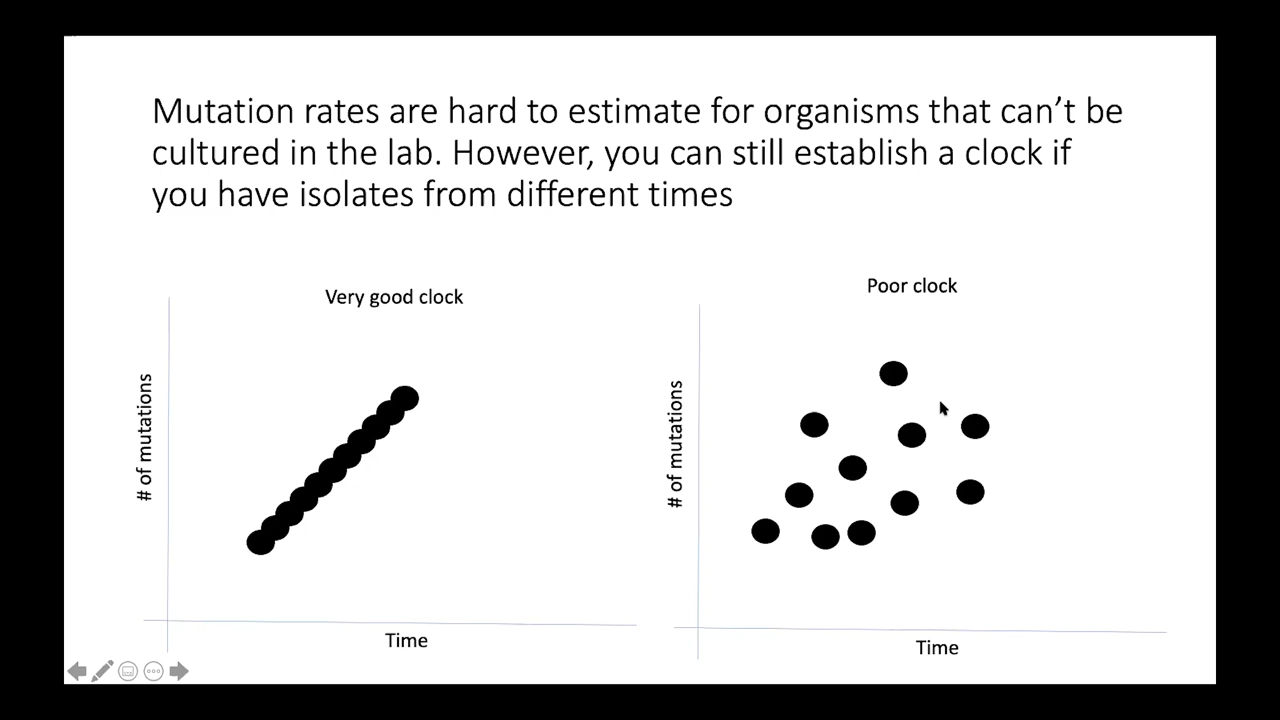 Mutation rates are hard to estimate for organisms that can’t be
cultured in the lab. However, you can still establish a clock if
you have isolates from different times
Very good clock
# of mutations
Time
Poor clock
# of mutations
Time